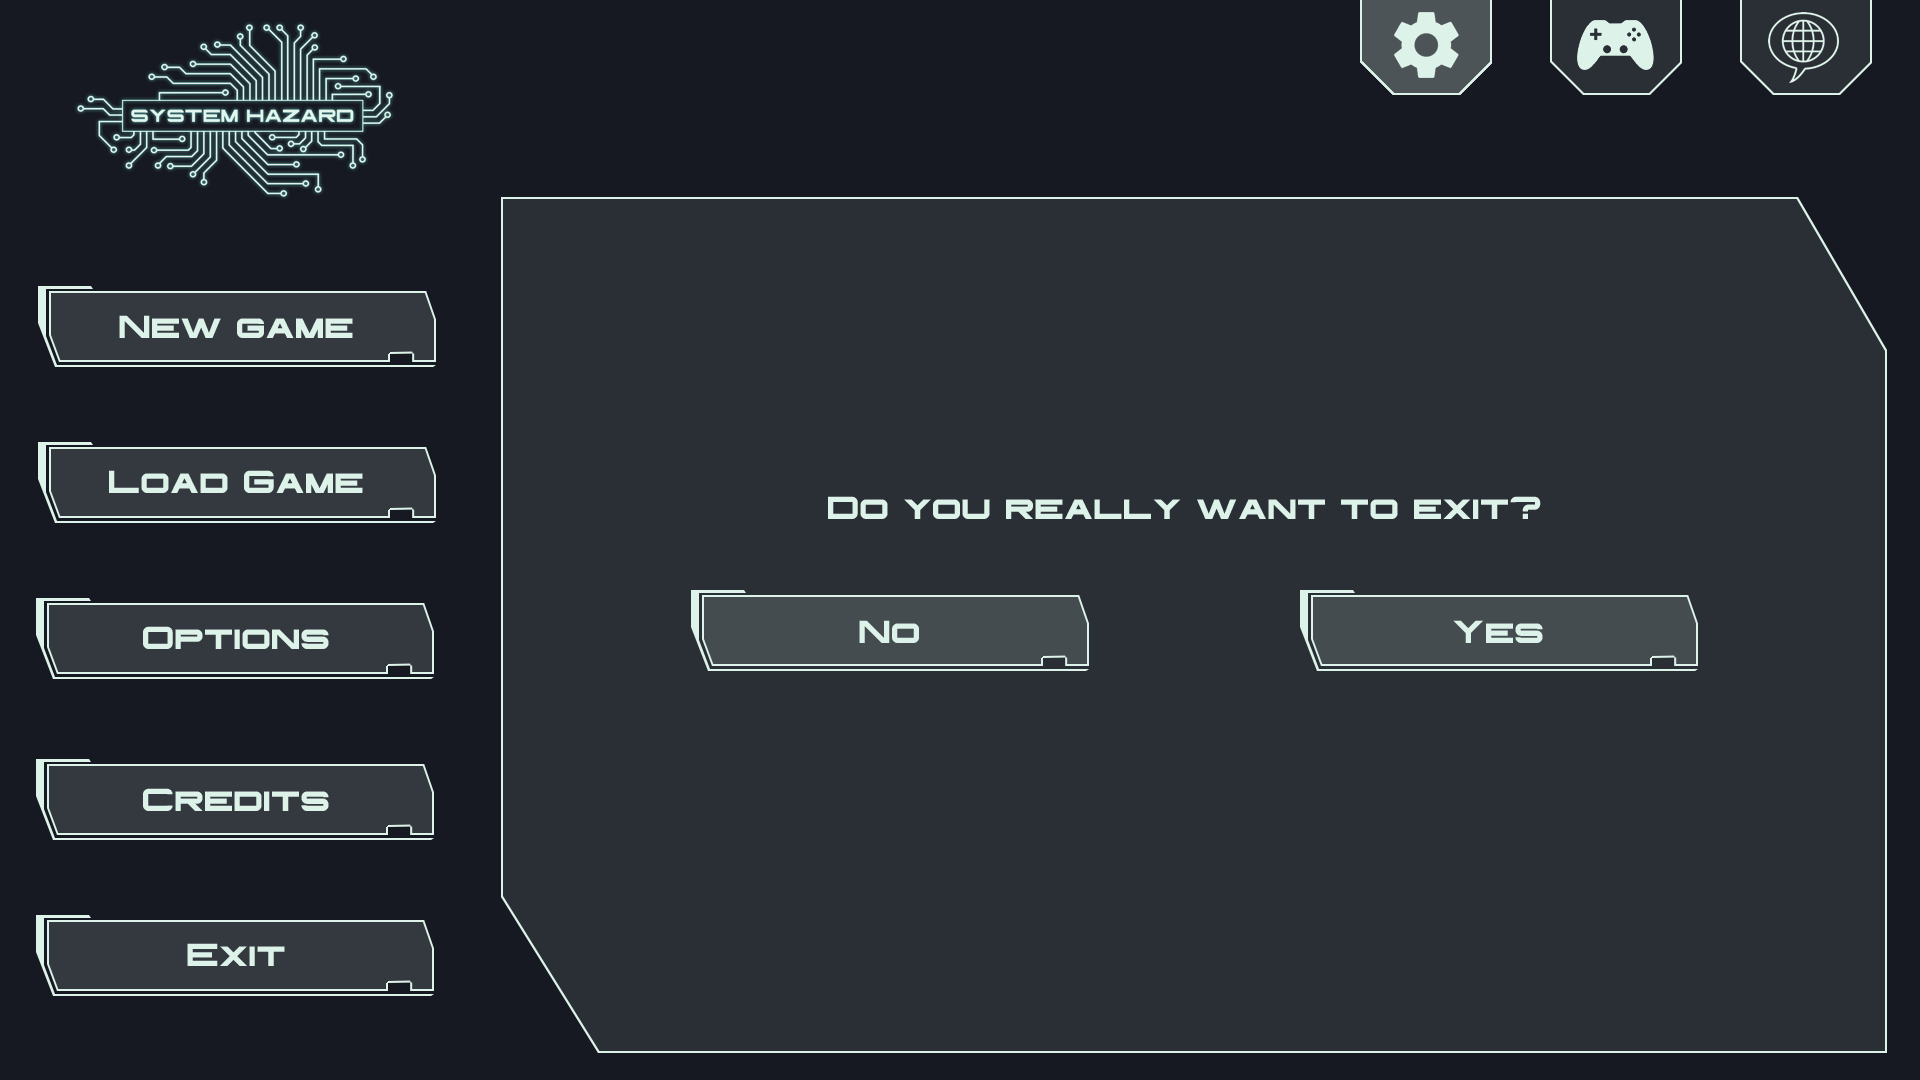 SYSTEM HAZARD
New game
Load Game
Options
Credits
Exit
Do you really want to exit?
No
Yes